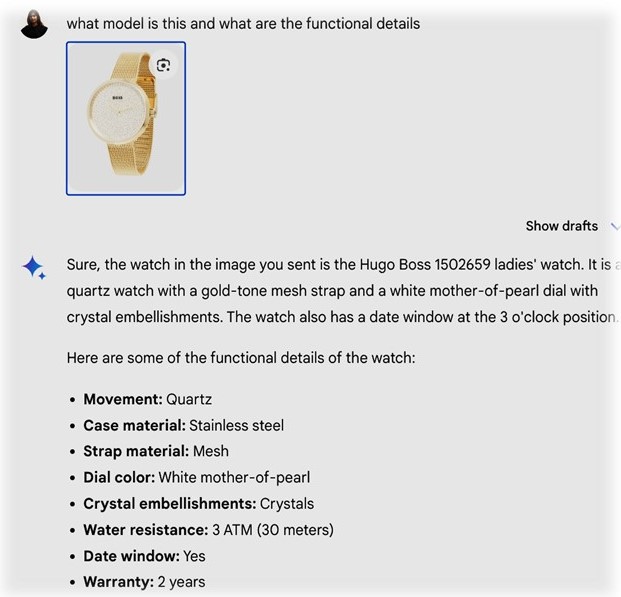 what model is this and what are the functional details
BOSS
Show drafts
Sure, the watch in the image you sent is the Hugo Boss 1502659 ladies' watch. It is a
quartz watch with a gold-tone mesh strap and a white mother-of-pearl dial with
crystal embellishments. The watch also has a date window at the 3 o'clock position.
Here are some of the functional details of the watch:
• Movement: Quartz
• Case material: Stainless steel
• Strap material: Mesh
• Dial color: White mother-of-pearl
• Crystal embellishments: Crystals
• Water resistance: 3 ATM (30 meters)
• Date window: Yes
• Warranty: 2 years